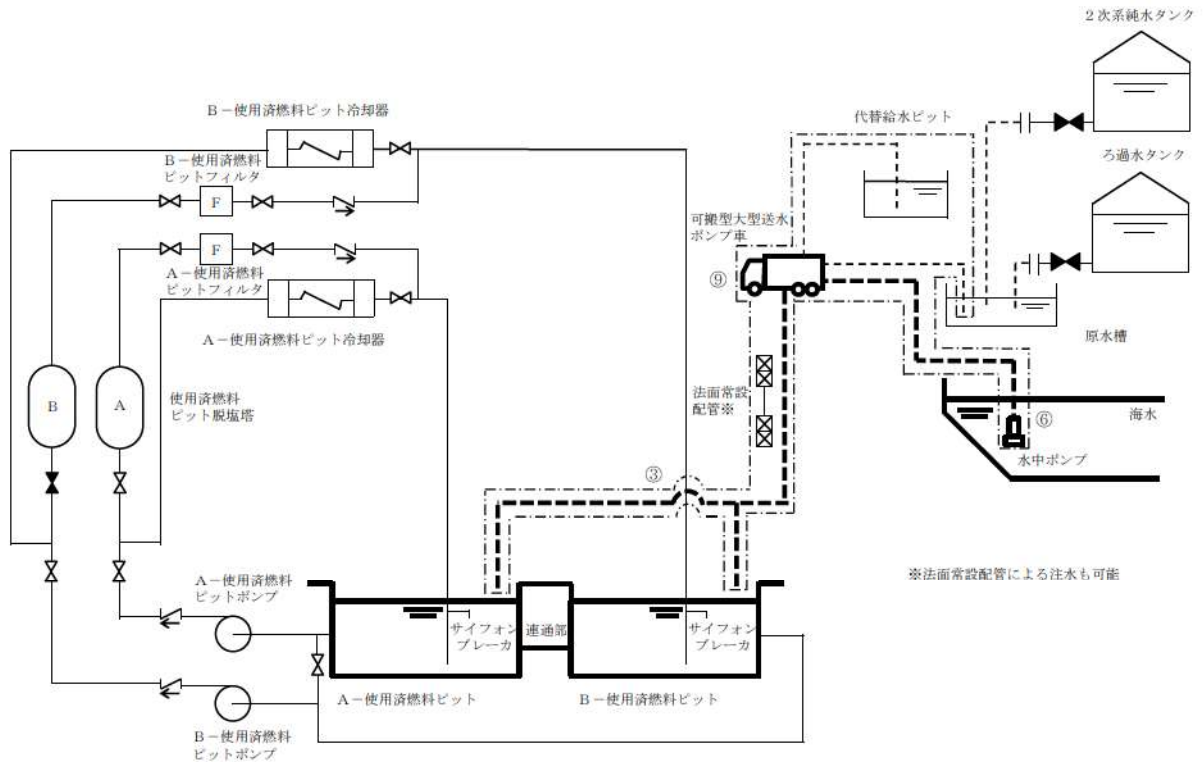 2次系純水タンク
B－使用済燃料ピット冷却器
代替給水ピット
B－使用済燃料
ピットフィルタ
ろ過水タンク
F
可搬型大型送水
ポンプ車
F
A－使用済燃料
ピットフィルタ
⑨
A－使用済燃料ピット冷却器
原水槽
B
A
使用済燃料
ピット脱塩塔
法面常設
配管※
海水
⑥
水中ポンプ
③
A－使用済燃料
ピットポンプ
※法面常設配管による注水も可能
サイフォン
ブレーカ
連通部
サイフォン
ブレーカ
A－使用済燃料ピット
B－使用済燃料ピット
B－使用済燃料
ピットポンプ